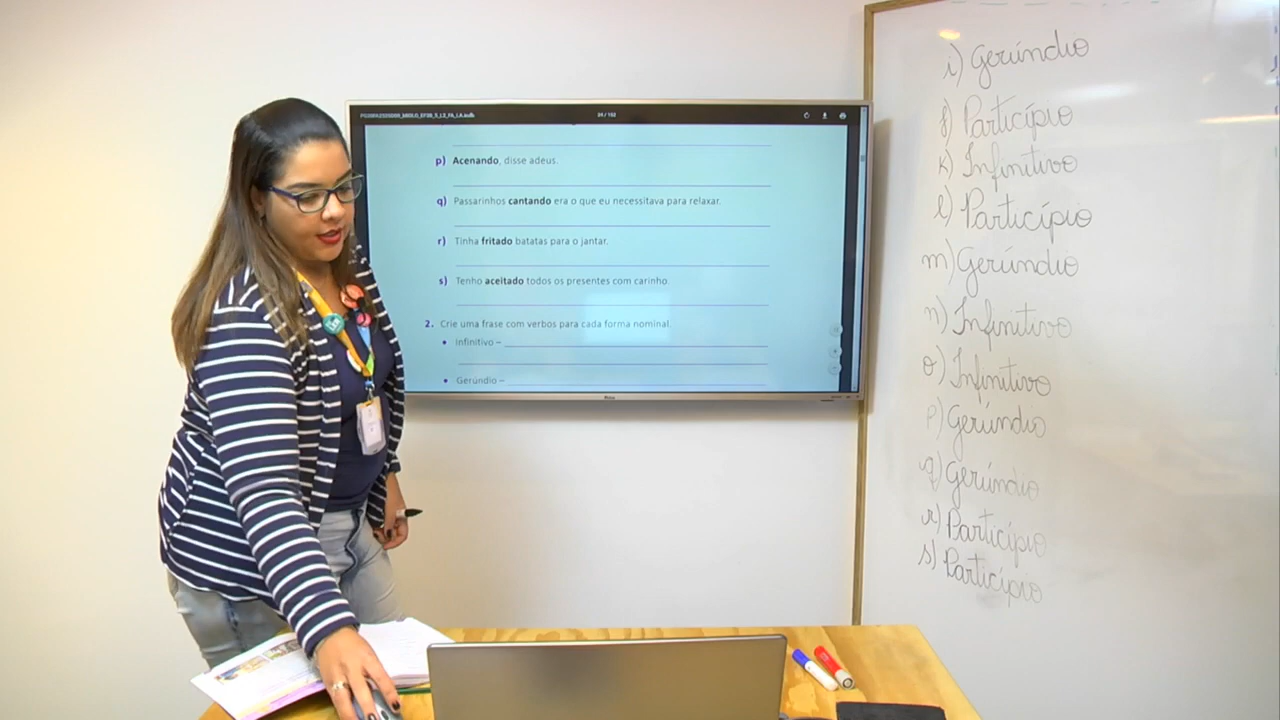 31 / 152
p) Acenando, disse adeus.
q) Passarinhos cantando era o que eu necessitava para relaxar.
r) Tinha fritado batatas para o jantar.
s) Tenho aceitado todos os presentes com carinho.
2. Crie uma frase com verbos para cada forma nominal.
• Infinitivo –
• Gerúndio –
i) Gerúndio
j) Particípio
k) Infinitivo
l) Particípio
m) Gerúndio
n) Infinitivo
o) Infinitivo
p) Gerúndio
q) Gerúndio
r) Particípio
s) Particípio